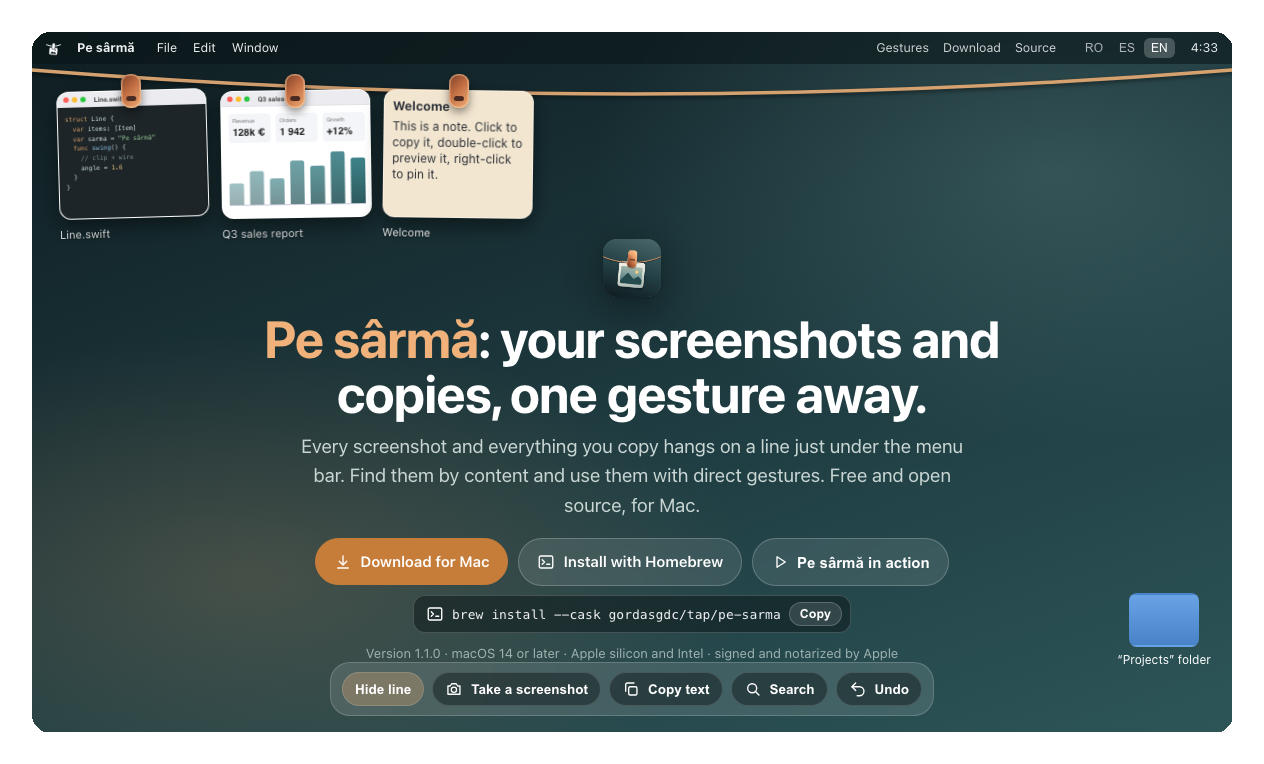 Pe sârmă File Edit Window Gestures Download Source RO ES EN 4:33
struct Line {
var items: [Item]
var sarma = "Pe sârmă"
func swing() {
// clip + wire
angle = 1.6
}
}
Line.swift
Q3 sales
Revenue Orders Growth
128k € 1 942 +12%
Q3 sales report
Welcome
This is a note. Click to
copy it, double-click to
preview it, right-click
to pin it.
Welcome
Pe sârmă: your screenshots and
copies, one gesture away.
Every screenshot and everything you copy hangs on a line just under the menu
bar. Find them by content and use them with direct gestures. Free and open
source, for Mac.
Download for Mac Install with Homebrew Pe sârmă in action
brew install --cask gordasgdc/tap/pe-sarma Copy
Version 1.1.0 · macOS 14 or later · Apple silicon and Intel · signed and notarized by Apple
Hide line Take a screenshot Copy text Search Undo
“Projects” folder